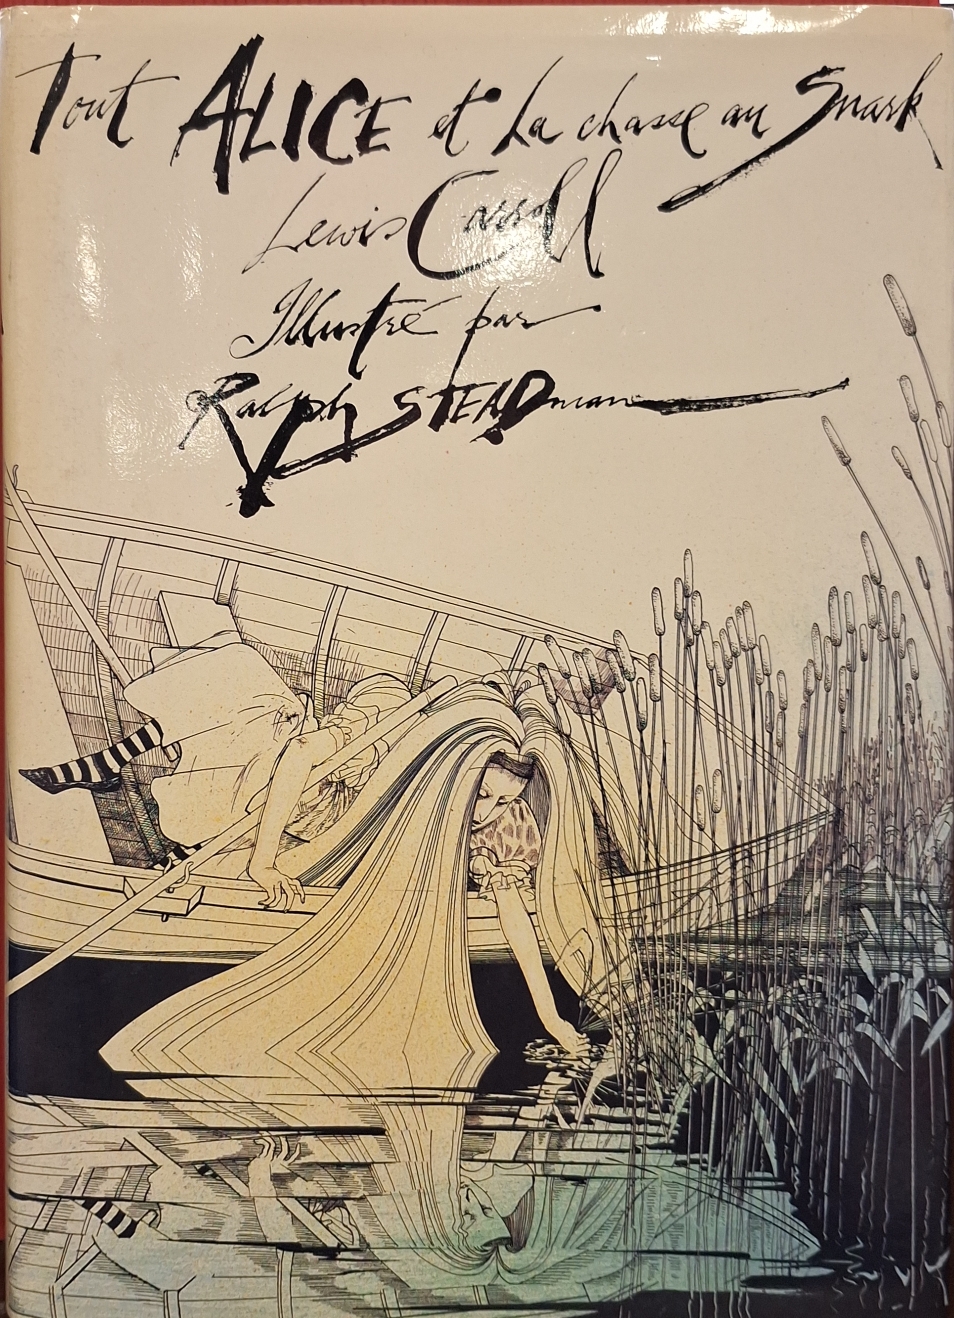 Tout ALICE et La chasse au Snark
Lewis Carroll
Illustré par
Ralph STEADman